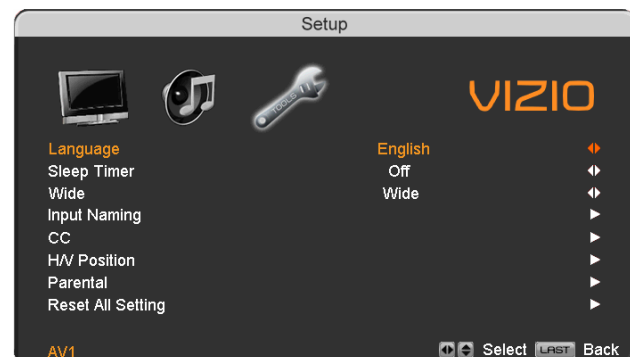 Setup
TOOLS
VIZIO
Language English
Sleep Timer Off
Wide Wide
Input Naming
CC
H/V Position
Parental
Reset All Setting
AV1 Select LAST Back